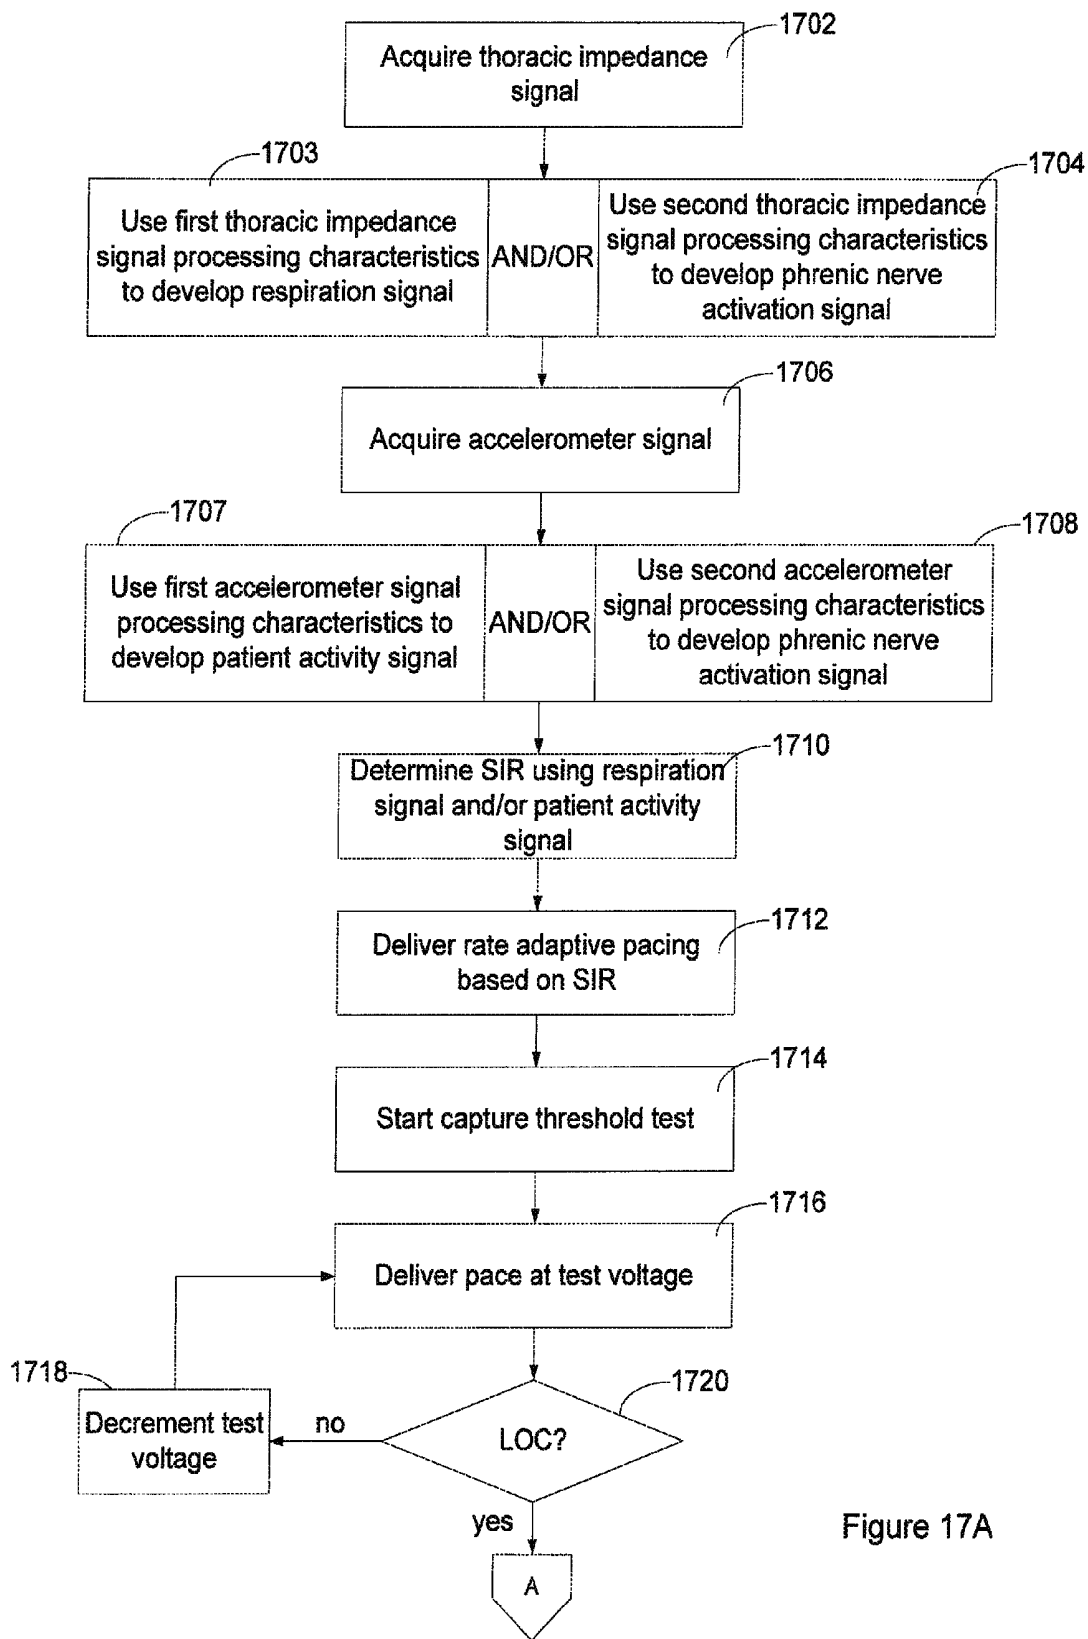 1702
Acquire thoracic impedance
signal
1703
1704
Use first thoracic impedance
signal processing characteristics
to develop respiration signal
AND/OR
Use second thoracic impedance
signal processing characteristics
to develop phrenic nerve
activation signal
1706
Acquire accelerometer signal
1707
1708
Use first accelerometer signal
processing characteristics to
develop patient activity signal
AND/OR
Use second accelerometer
signal processing characteristics
to develop phrenic nerve
activation signal
1710
Determine SIR using respiration
signal and/or patient activity
signal
1712
Deliver rate adaptive pacing
based on SIR
1714
Start capture threshold test
1716
Deliver pace at test voltage
1718
Decrement test
voltage
no
1720
LOC?
yes
A
Figure 17A